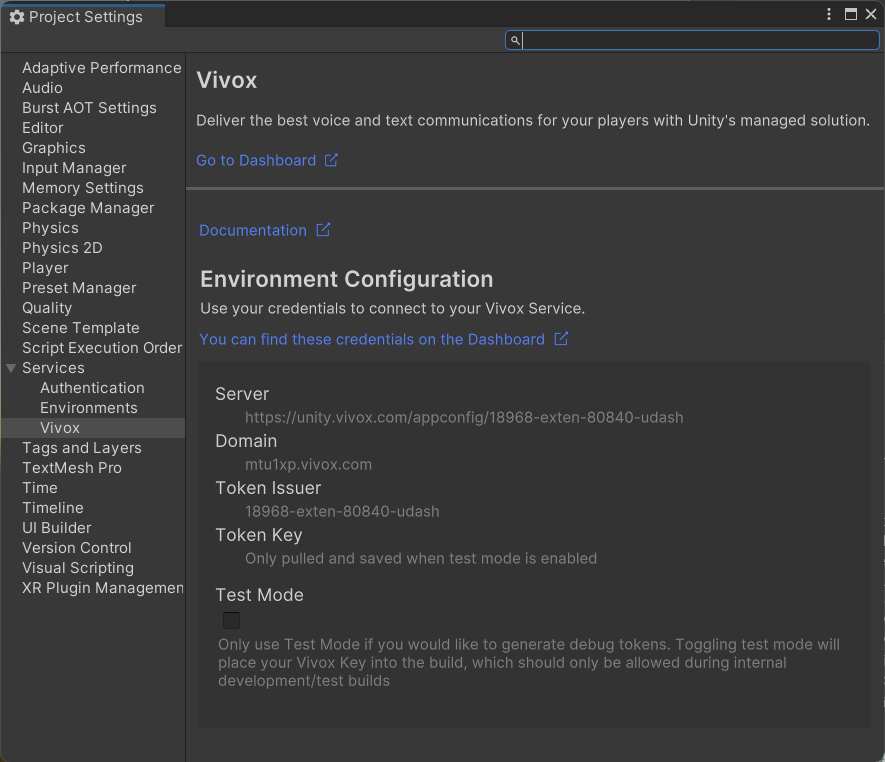 Project Settings
Adaptive Performance
Audio
Burst AOT Settings
Editor
Graphics
Input Manager
Memory Settings
Package Manager
Physics
Physics 2D
Player
Preset Manager
Quality
Scene Template
Script Execution Order
Services
Authentication
Environments
Vivox
Tags and Layers
TextMesh Pro
Time
Timeline
UI Builder
Version Control
Visual Scripting
XR Plugin Managemen
Vivox
Deliver the best voice and text communications for your players with Unity's managed solution.
Go to Dashboard
Documentation
Environment Configuration
Use your credentials to connect to your Vivox Service.
You can find these credentials on the Dashboard
Server
https://unity.vivox.com/appconfig/18968-exten-80840-udash
Domain
mtu1xp.vivox.com
Token Issuer
18968-exten-80840-udash
Token Key
Only pulled and saved when test mode is enabled
Test Mode
Only use Test Mode if you would like to generate debug tokens. Toggling test mode will
place your Vivox Key into the build, which should only be allowed during internal
development/test builds